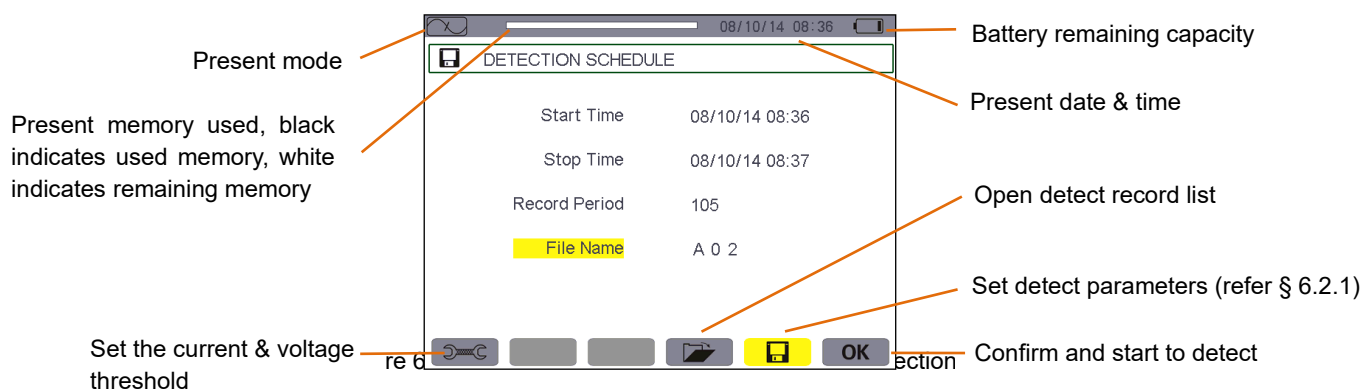 08/10/14 08:36
Battery remaining capacity
Present mode
DETECTION SCHEDULE
Present date & time
Present memory used, black
indicates used memory, white
indicates remaining memory
Start Time 08/10/14 08:36
Stop Time 08/10/14 08:37
Record Period 105
File Name A 0 2
Open detect record list
Set detect parameters (refer § 6.2.1)
Set the current & voltage
threshold
OK
Confirm and start to detect
re 6
ection